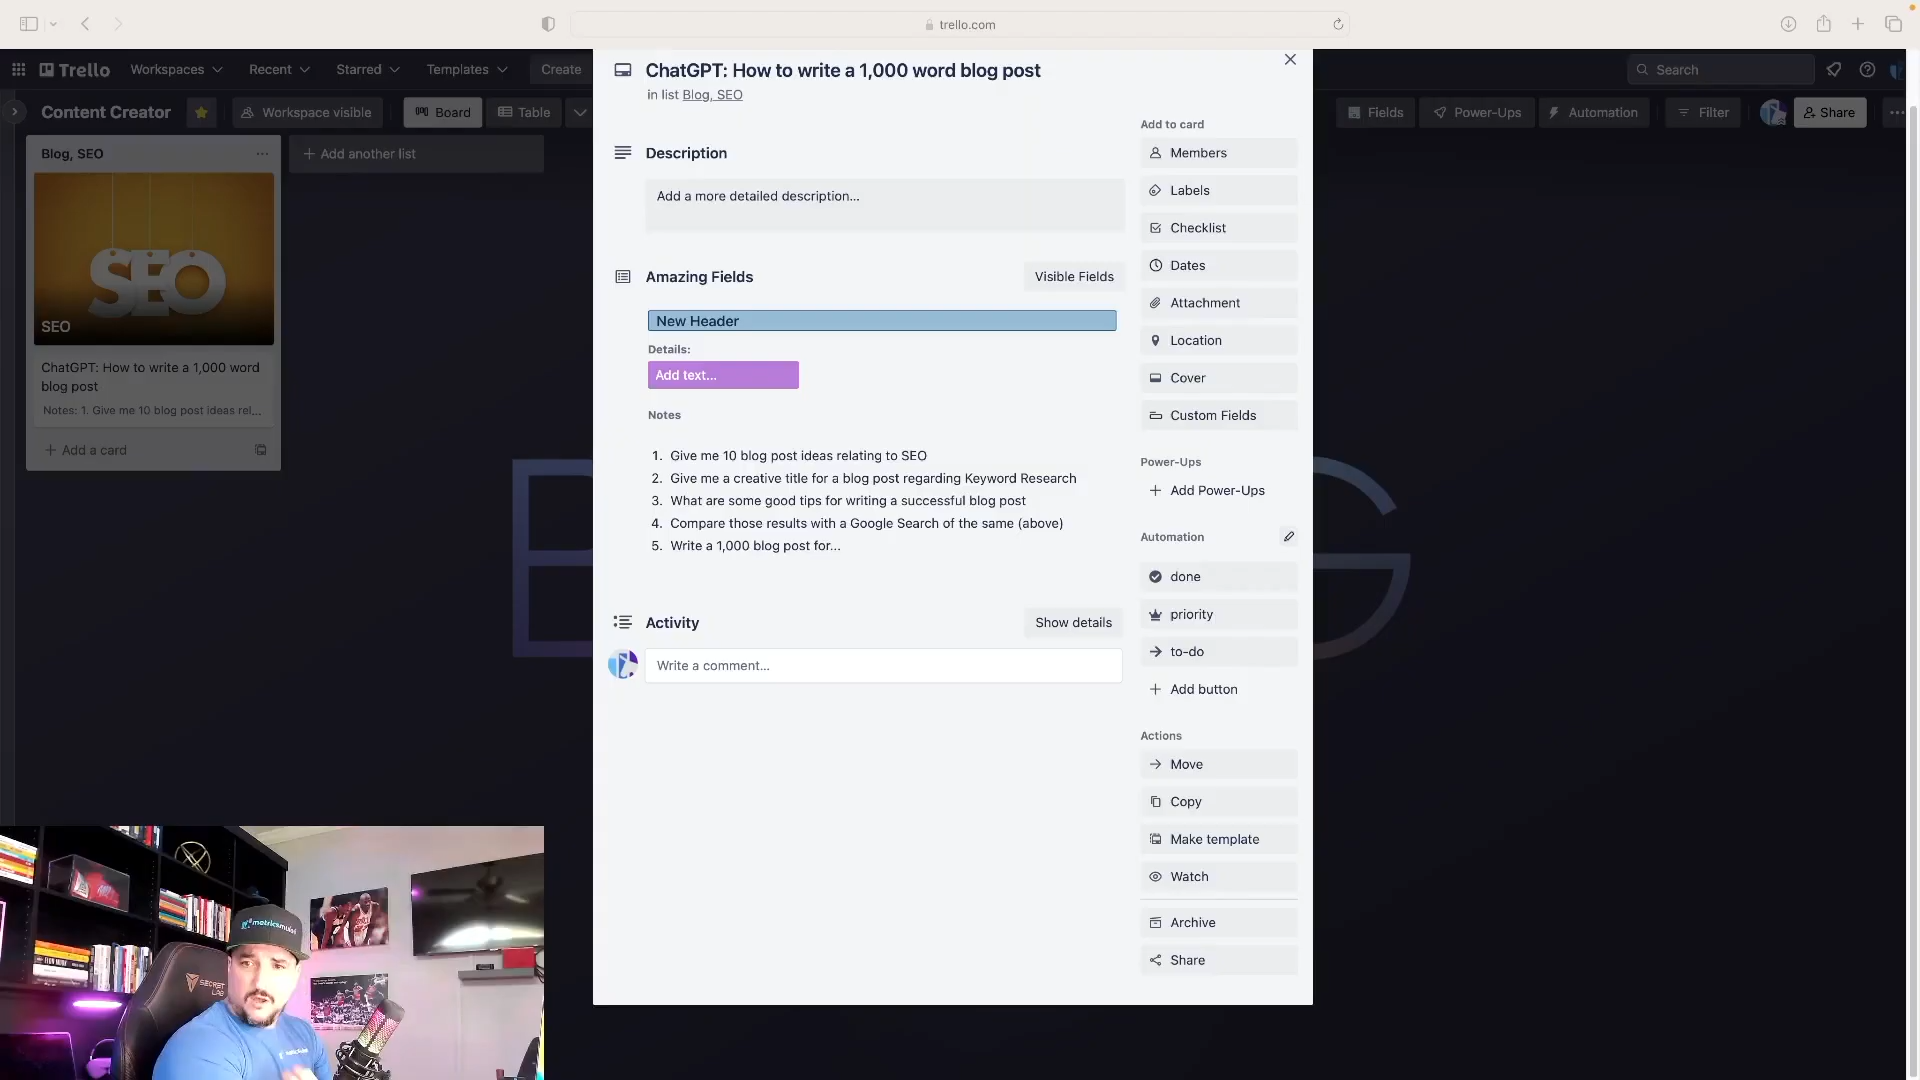 trello.com
Trello
Workspaces
Recent
Starred
Templates
Create
Search
Content Creator
Workspace visible
Board
Table
Fields
Power-Ups
Automation
Filter
Share
Blog, SEO
Add another list
SEO
ChatGPT: How to write a 1,000 word
blog post
Notes: 1. Give me 10 blog post ideas rel...
Add a card
ChatGPT: How to write a 1,000 word blog post
in list Blog, SEO
Description
Add a more detailed description...
Amazing Fields
Visible Fields
New Header
Details:
Add text...
Notes
1. Give me 10 blog post ideas relating to SEO
2. Give me a creative title for a blog post regarding Keyword Research
3. What are some good tips for writing a successful blog post
4. Compare those results with a Google Search of the same (above)
5. Write a 1,000 blog post for...
Activity
Show details
Write a comment...
Add to card
Members
Labels
Checklist
Dates
Attachment
Location
Cover
Custom Fields
Power-Ups
Add Power-Ups
Automation
done
priority
to-do
Add button
Actions
Move
Copy
Make template
Watch
Archive
Share
SECRET
LAB